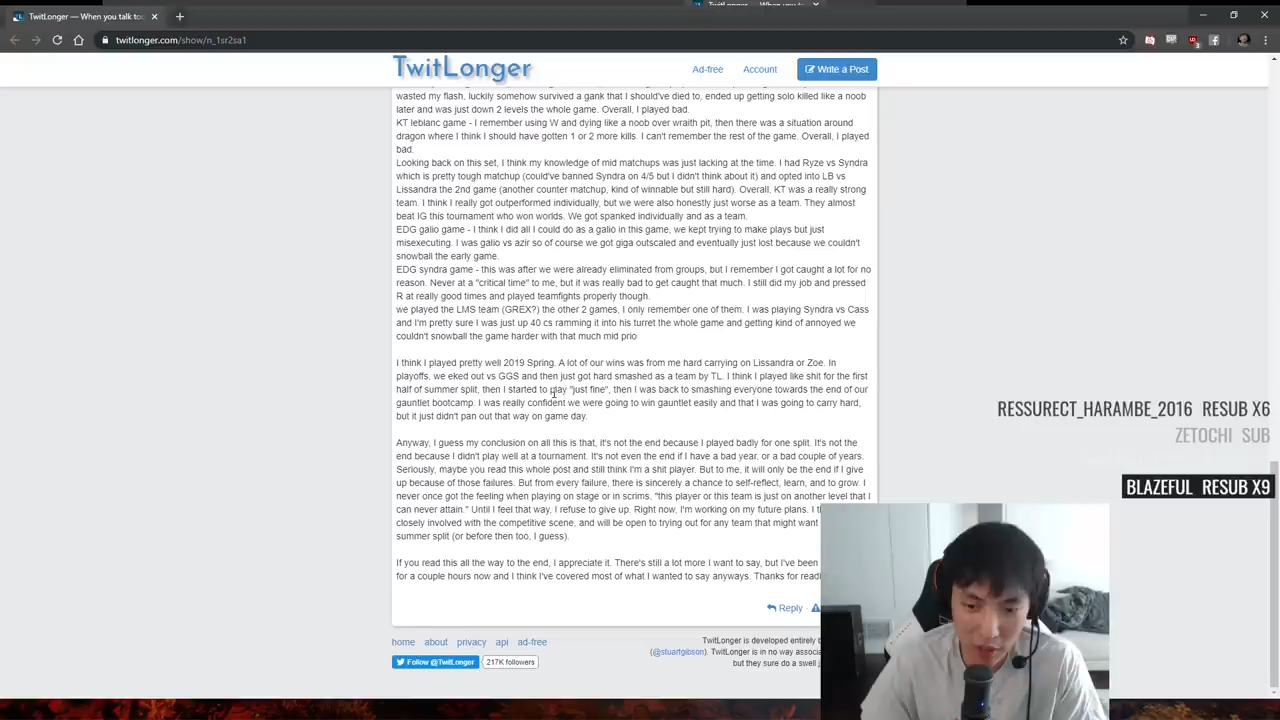 TwitLonger — When you t
TwitLonger — When you talk too
twitlonger.com/show/n_1sr2sa1
TwitLonger
Ad-free
Account
Write a Post
wasted my flash, luckily somehow survived a gank that I should've died to, ended up getting solo killed like a noob
later and was just down 2 levels the whole game. Overall, I played bad.
KT leblanc game - I remember using W and dying like a noob over wraith pit, then there was a situation around
dragon where I think I should have gotten 1 or 2 more kills. I can't remember the rest of the game. Overall, I played
bad.
Looking back on this set, I think my knowledge of mid matchups was just lacking at the time. I had Ryze vs Syndra
which is pretty tough matchup (could've banned Syndra on 4/5 but I didn't think about it) and opted into LB vs
Lissandra the 2nd game (another counter matchup, kind of winnable but still hard). Overall, KT was a really strong
team. I think I really got outperformed individually, but we were also honestly just worse as a team. They almost
beat IG this tournament who won worlds. We got spanked individually and as a team.
EDG galio game - I think I did all I could do as a galio in this game, we kept trying to make plays but just
misexecuting. I was galio vs azir so of course we got giga outscaled and eventually just lost because we couldn't
snowball the early game.
EDG syndra game - this was after we were already eliminated from groups, but I remember I got caught a lot for no
reason. Never at a "critical time" to me, but it was really bad to get caught that much. I still did my job and pressed
R at really good times and played teamfights properly though.
we played the LMS team (GREX?) the other 2 games, I only remember one of them. I was playing Syndra vs Cass
and I'm pretty sure I was just up 40 cs ramming it into his turret the whole game and getting kind of annoyed we
couldn't snowball the game harder with that much mid prio
I think I played pretty well 2019 Spring. A lot of our wins was from me hard carrying on Lissandra or Zoe. In
playoffs, we eked out vs GGS and then just got hard smashed as a team by TL. I think I played like shit for the first
half of summer split, then I started to play "just fine", then I was back to smashing everyone towards the end of our
gauntlet bootcamp. I was really confident we were going to win gauntlet easily and that I was going to carry hard,
but it just didn't pan out that way on game day.
Anyway, I guess my conclusion on all this is that, it's not the end because I played badly for one split. It's not the
end because I didn't play well at a tournament. It's not even the end if I have a bad year, or a bad couple of years.
Seriously, maybe you read this whole post and still think I'm a shit player. But to me, it will only be the end if I give
up because of those failures. But from every failure, there is sincerely a chance to self-reflect, learn, and to grow. I
never once got the feeling when playing on stage or in scrims, "this player or this team is just on another level that I
can never attain." Until I feel that way, I refuse to give up. Right now, I'm working on my future plans. I
closely involved with the competitive scene, and will be open to trying out for any team that might want
summer split (or before then too, I guess).
If you read this all the way to the end, I appreciate it. There's still a lot more I want to say, but I've been
for a couple hours now and I think I've covered most of what I wanted to say anyways. Thanks for
Reply ·
home about privacy api ad-free
Follow @TwitLonger 217K followers
TwitLonger is developed entirely
(@stuartgibson). TwitLonger is in no way
but they sure do a swell
RESSURECT_HARAMBE_2016 RESUB X6
ZETOCHI SUB
BLAZEFUL RESUB X9